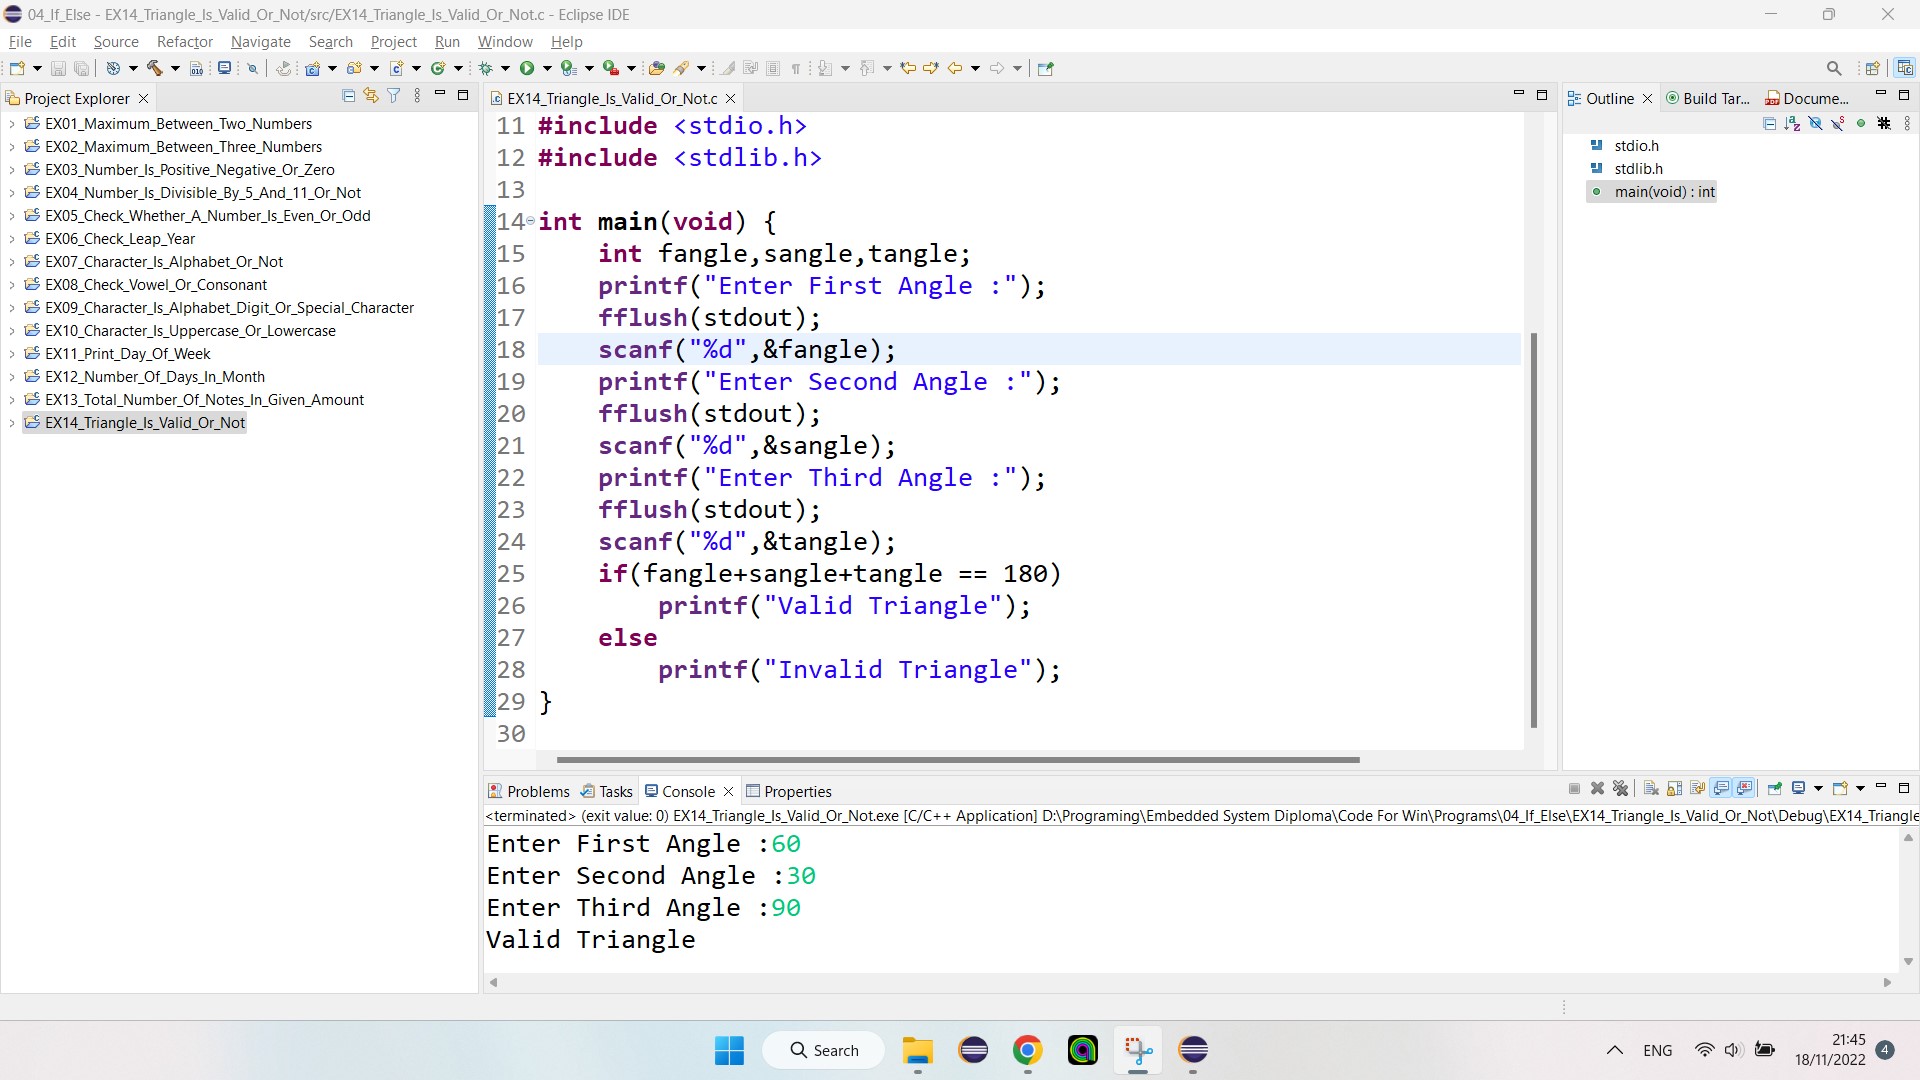 04_If_Else - EX14_Triangle_Is_Valid_Or_Not/src/EX14_Triangle_Is_Valid_Or_Not.c - Eclipse IDE
File Edit Source Refactor Navigate Search Project Run Window Help
Project Explorer
EX01_Maximum_Between_Two_Numbers
EX02_Maximum_Between_Three_Numbers
EX03_Number_Is_Positive_Negative_Or_Zero
EX04_Number_Is_Divisible_By_5_And_11_Or_Not
EX05_Check_Whether_A_Number_Is_Even_Or_Odd
EX06_Check_Leap_Year
EX07_Character_Is_Alphabet_Or_Not
EX08_Check_Vowel_Or_Consonant
EX09_Character_Is_Alphabet_Digit_Or_Special_Character
EX10_Character_Is_Uppercase_Or_Lowercase
EX11_Print_Day_Of_Week
EX12_Number_Of_Days_In_Month
EX13_Total_Number_Of_Notes_In_Given_Amount
EX14_Triangle_Is_Valid_Or_Not
EX14_Triangle_Is_Valid_Or_Not.c
11 #include <stdio.h>
12 #include <stdlib.h>
13
14 int main(void) {
15 int fangle,sangle,tangle;
16 printf("Enter First Angle :");
17 fflush(stdout);
18 scanf("%d",&fangle);
19 printf("Enter Second Angle :");
20 fflush(stdout);
21 scanf("%d",&sangle);
22 printf("Enter Third Angle :");
23 fflush(stdout);
24 scanf("%d",&tangle);
25 if(fangle+sangle+tangle == 180)
26 printf("Valid Triangle");
27 else
28 printf("Invalid Triangle");
29 }
30
Outline Build Tar... Docume...
stdio.h
stdlib.h
main(void) : int
Problems Tasks Console Properties
<terminated> (exit value: 0) EX14_Triangle_Is_Valid_Or_Not.exe [C/C++ Application] D:\Programing\Embedded System Diploma\Code For Win\Programs\04_If_Else\EX14_Triangle_Is_Valid_Or_Not\Debug\EX14_Triangle
Enter First Angle :60
Enter Second Angle :30
Enter Third Angle :90
Valid Triangle
Search
ENG
21:45
18/11/2022
4